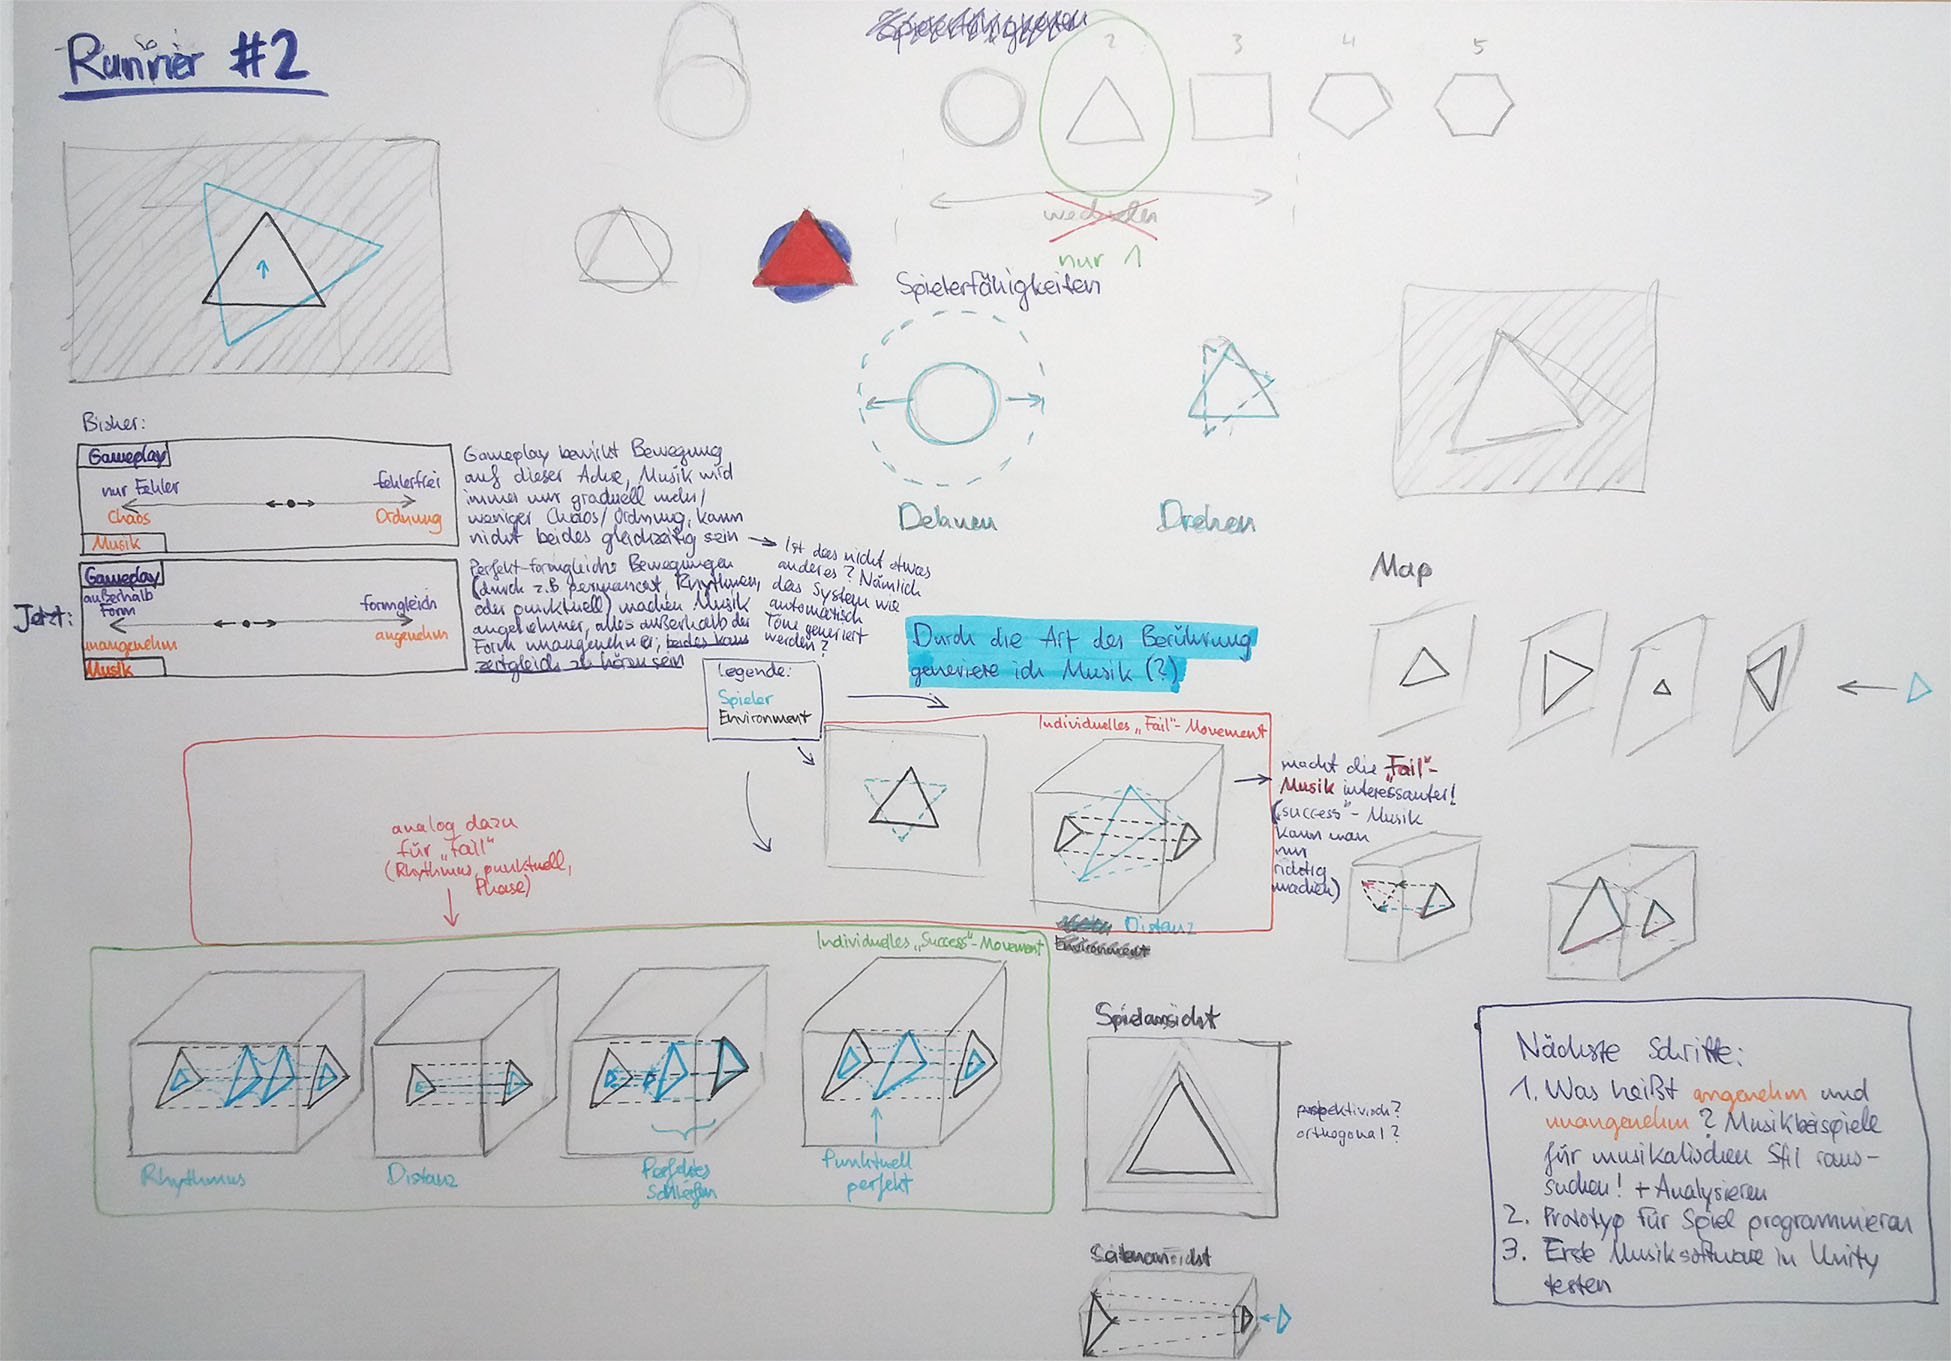 Runner #2
2
3
4
5
wechseln
nur 1
Spielerfähigkeiten
Dehnen
Drehen
Bisher:
Gameplay
nur Fehler
fehlerfrei
Chaos
Ordnung
Musik
Gameplay bewirkt Bewegung
auf dieser Achse, Musik wird
immer nur graduell mehr/
weniger Chaos/Ordnung, kann
nicht beides gleichzeitig sein
Ist das nicht etwas
anderes? Nämlich
das System wie
automatisch
Töne generiert
werden?
Jetzt:
Gameplay
außerhalb
Form
formgleich
unangenehm
angenehm
Musik
Perfekt-formgleiche Bewegungen
(durch z.B. permanent, Rhythmen,
oder punktuell) machen Musik
angenehmer, alles außerhalb der
Form unangenehmer, beides kann
zeitgleich zu hören sein
Durch die Art der Berührung
generiere ich Musik (?)
Map
Legende:
Spieler
Environment
Individuelles „Fail"-Movement
macht die „Fail"-
Musik interessanter!
(„success"-Musik
kann man
nur
richtig
machen)
analog dazu
für „Fail"
(Rhythmus, punktuell,
Phase)
Distanz
Environment
Individuelles „Success"-Movement
Rhythmus
Distanz
Perfektes
Schleifen
Punktuell
perfekt
Spielansicht
perspektivisch?
orthogonal?
Seitenansicht
Nächste Schritte:
1. Was heißt angenehm und
unangenehm? Musikbeispiele
für musikalischen Stil raus-
suchen! + Analysieren
2. Prototyp für Spiel programmieren
3. Erste Musiksoftware in Unity
testen